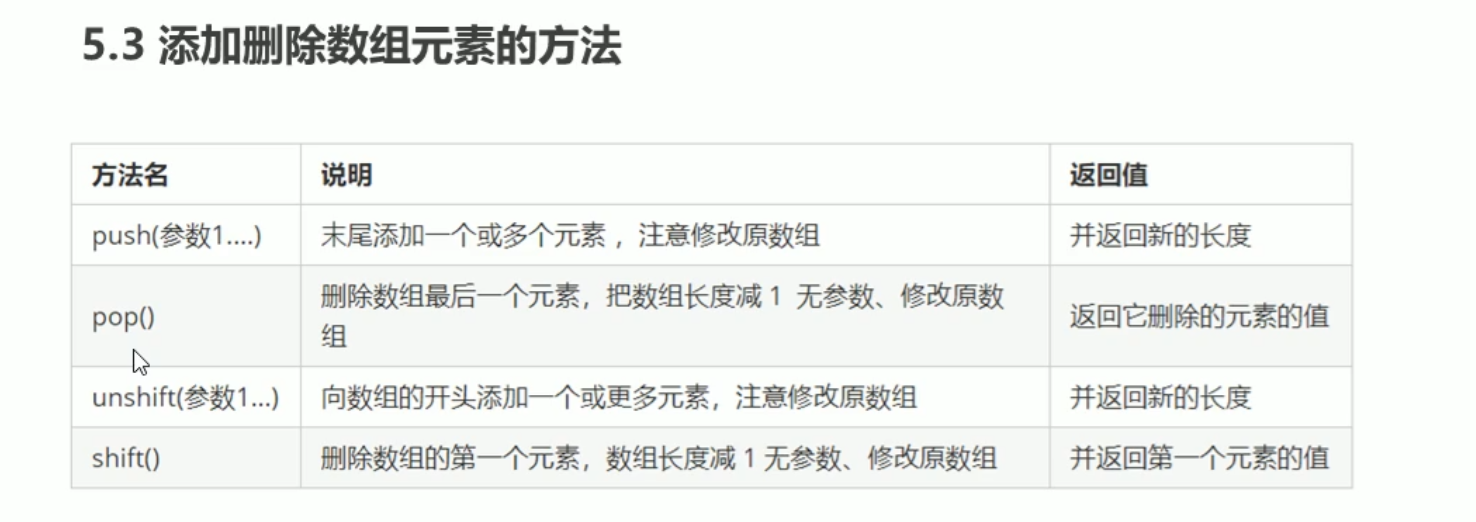 5.3 添加删除数组元素的方法
方法名 说明 返回值
push(参数1....) 末尾添加一个或多个元素，注意修改原数组 并返回新的长度
pop() 删除数组最后一个元素，把数组长度减 1 无参数、修改原数 返回它删除的元素的值
组
unshift(参数1...) 向数组的开头添加一个或更多元素，注意修改原数组 并返回新的长度
shift() 删除数组的第一个元素，数组长度减 1 无参数、修改原数组 并返回第一个元素的值